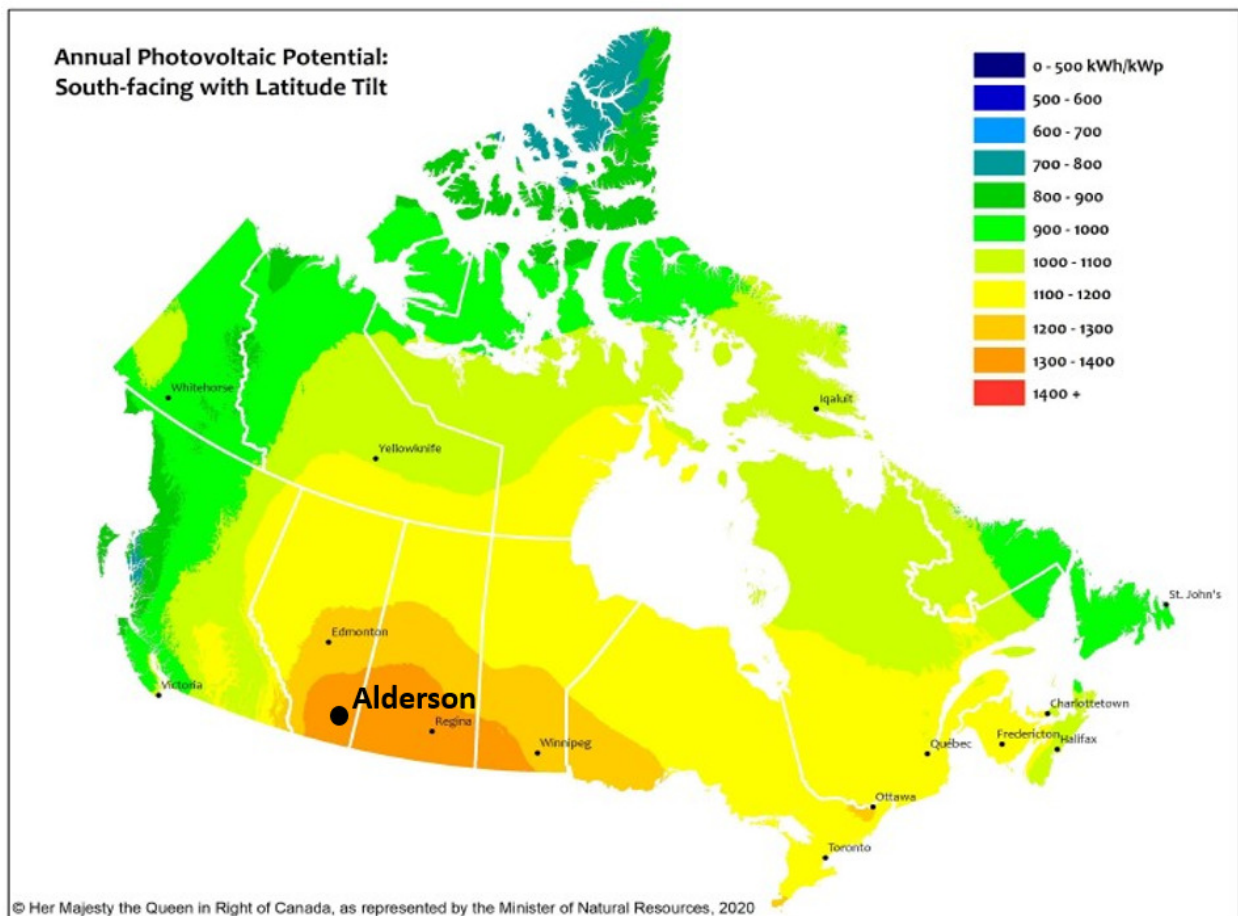 Annual Photovoltaic Potential:
South-facing with Latitude Tilt
0 - 500 kWh/kWp
500 - 600
600 - 700
700 - 800
800 - 900
900 - 1000
1000 - 1100
1100 - 1200
1200 - 1300
1300 - 1400
1400 +
Whitehorse
Iqaluit
Yellowknife
St. John's
Edmonton
Victoria
Alderson
Regina
Winnipeg
Charlottetown
Fredericton
Halifax
Québec
Ottawa
Toronto
© Her Majesty the Queen in Right of Canada, as represented by the Minister of Natural Resources, 2020